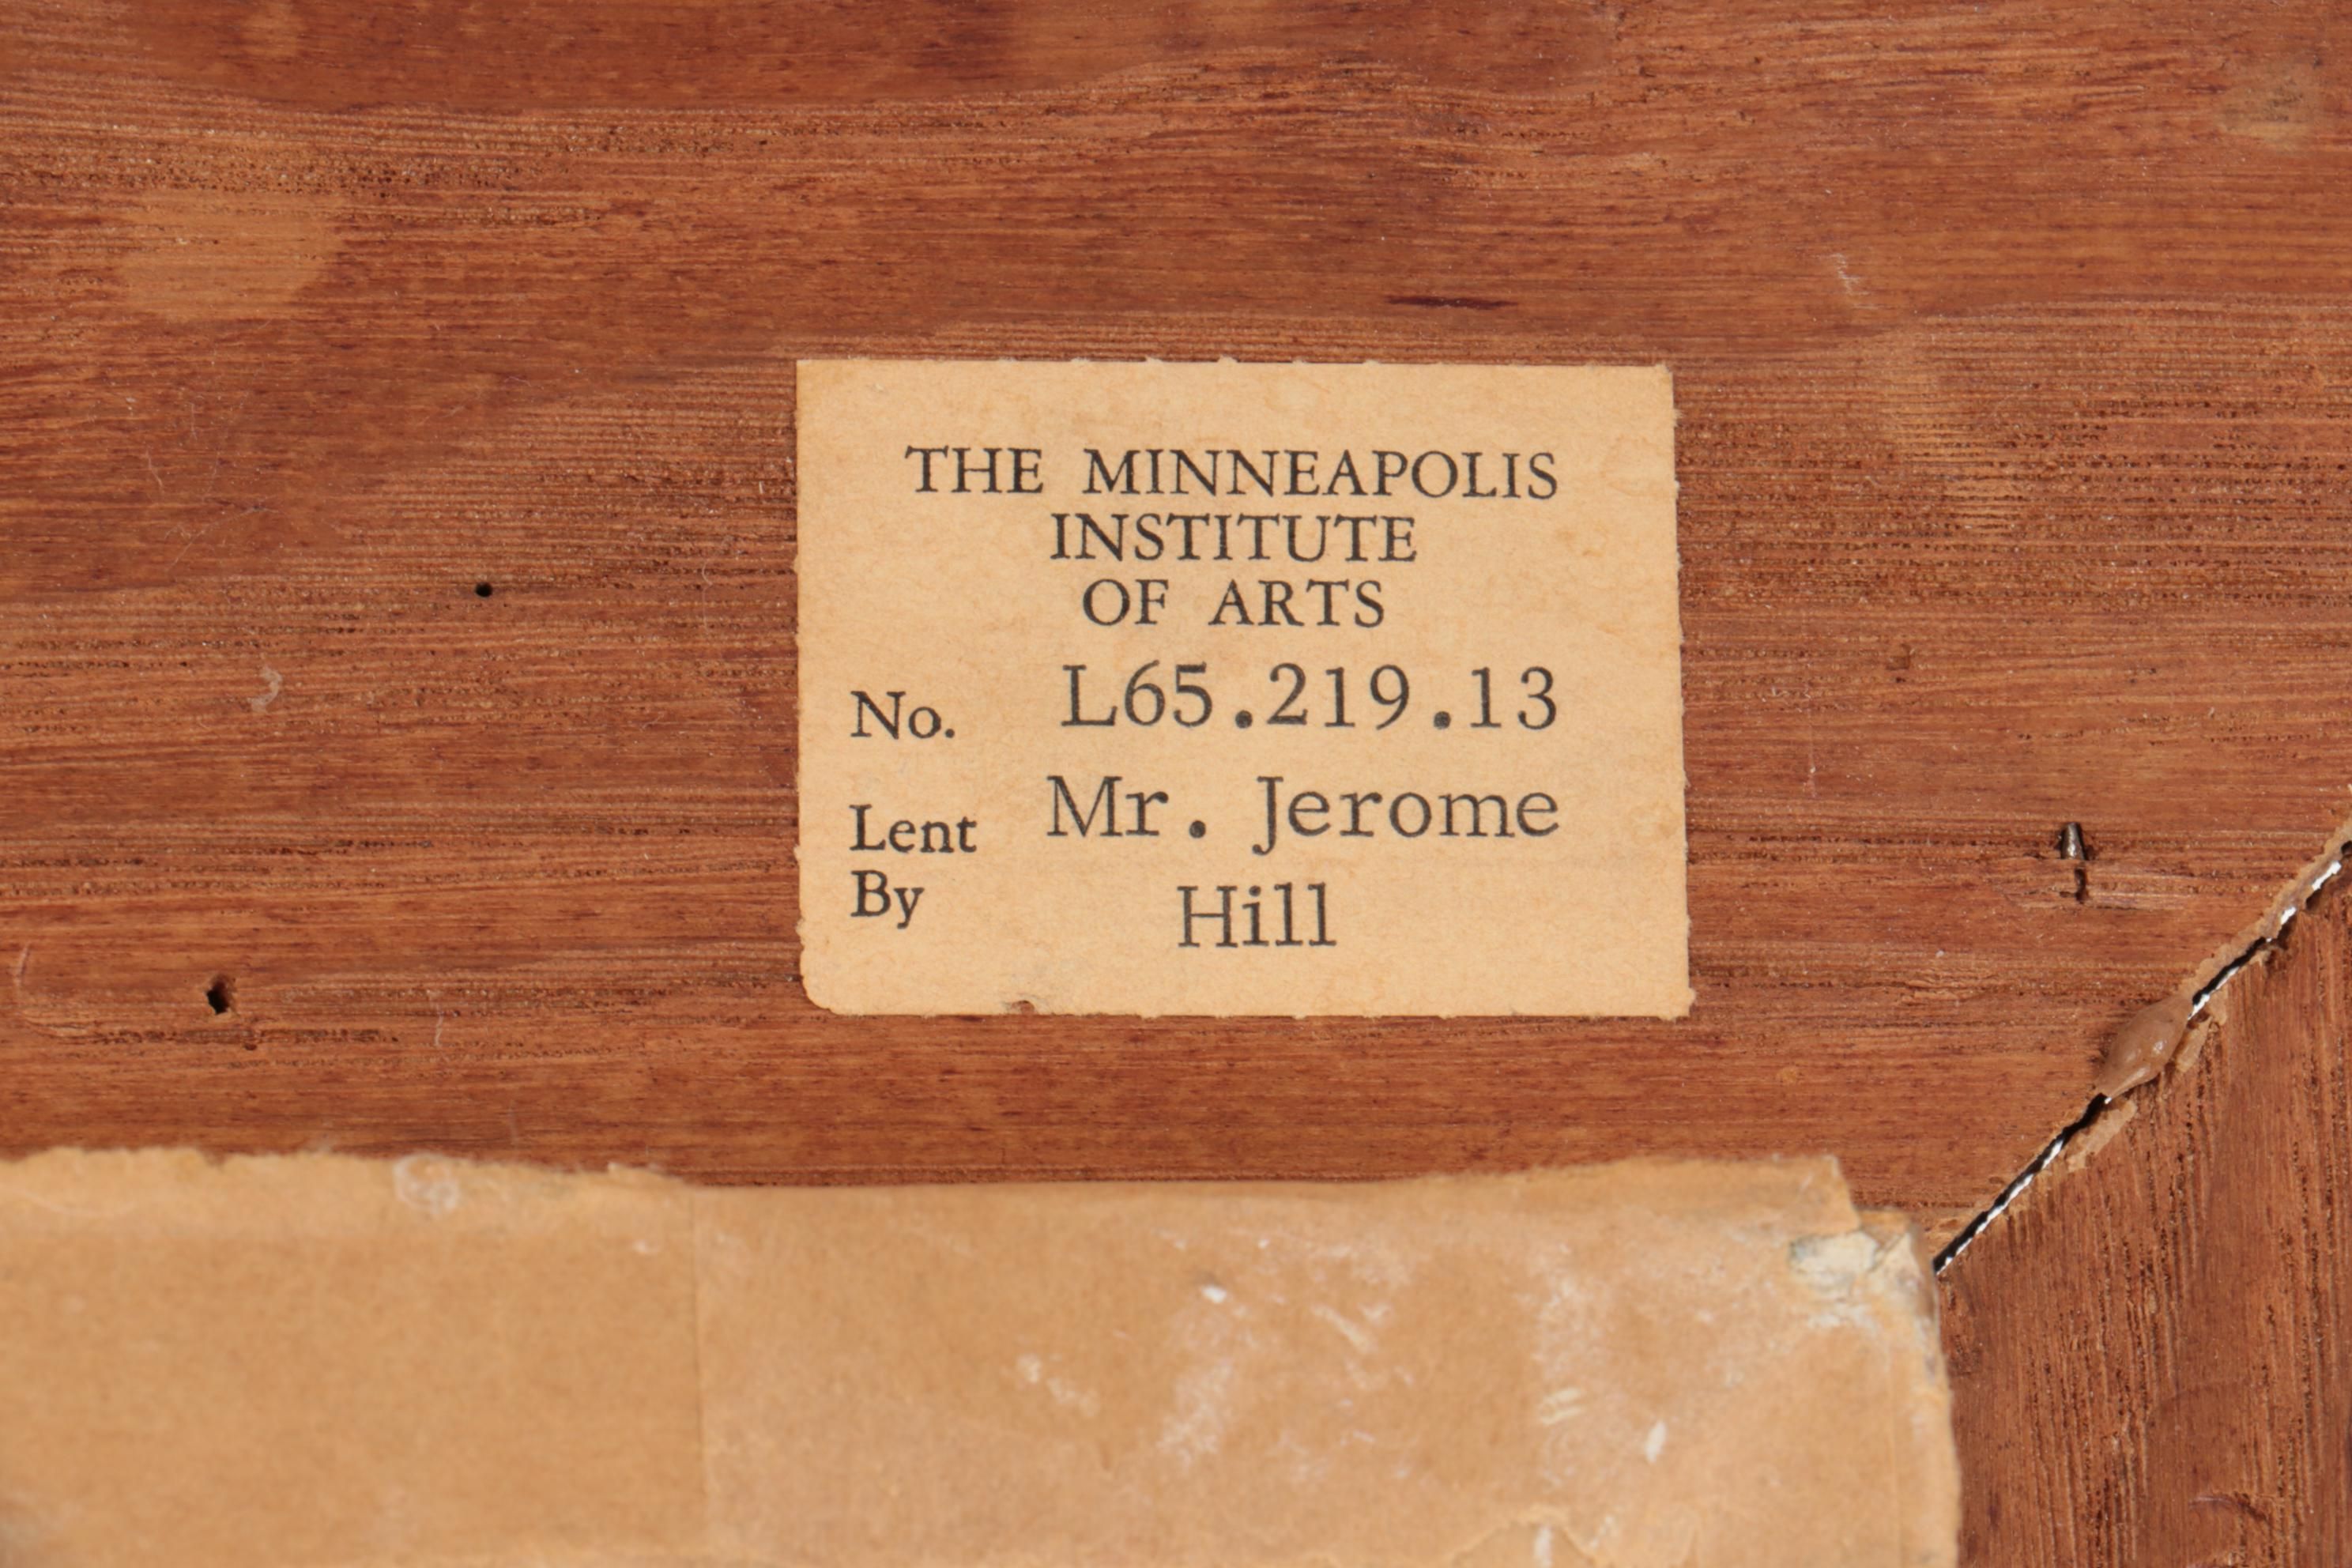 THE MINNEAPOLIS
INSTITUTE
OF ARTS
No. L65.219.13
Lent Mr. Jerome
By Hill